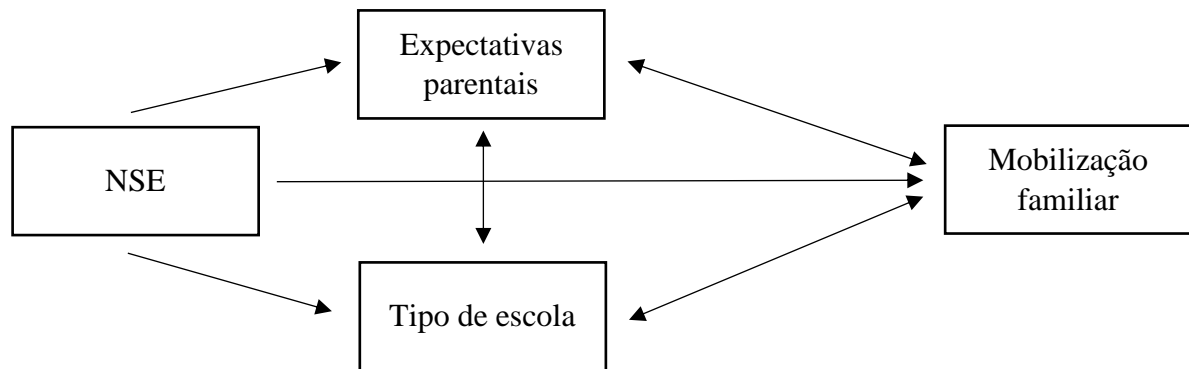 Expectativas
parentais
NSE
Mobilização
familiar
Tipo de escola